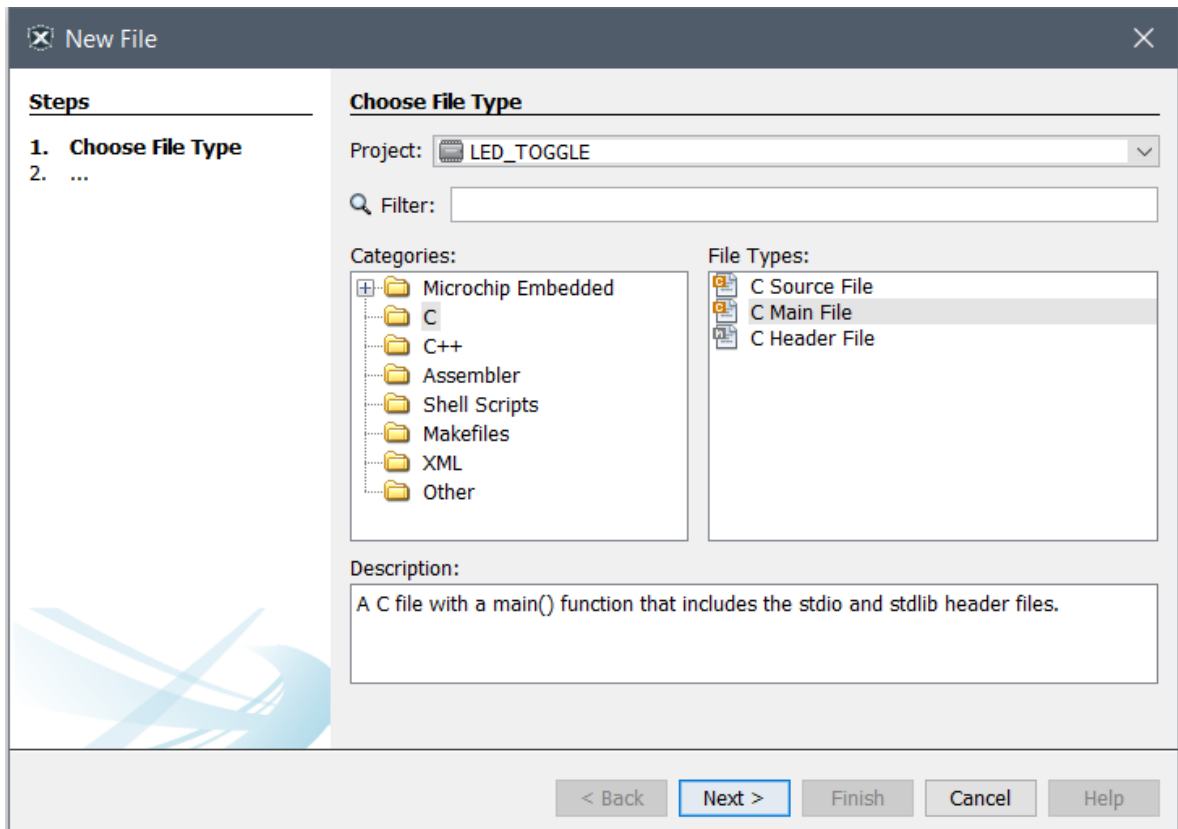 New File
Steps
1. Choose File Type
2. ...
Choose File Type
Project: LED_TOGGLE
Filter:
Categories:
Microchip Embedded
C
C++
Assembler
Shell Scripts
Makefiles
XML
Other
File Types:
C Source File
C Main File
C Header File
Description:
A C file with a main() function that includes the stdio and stdlib header files.
< Back Next > Finish Cancel Help